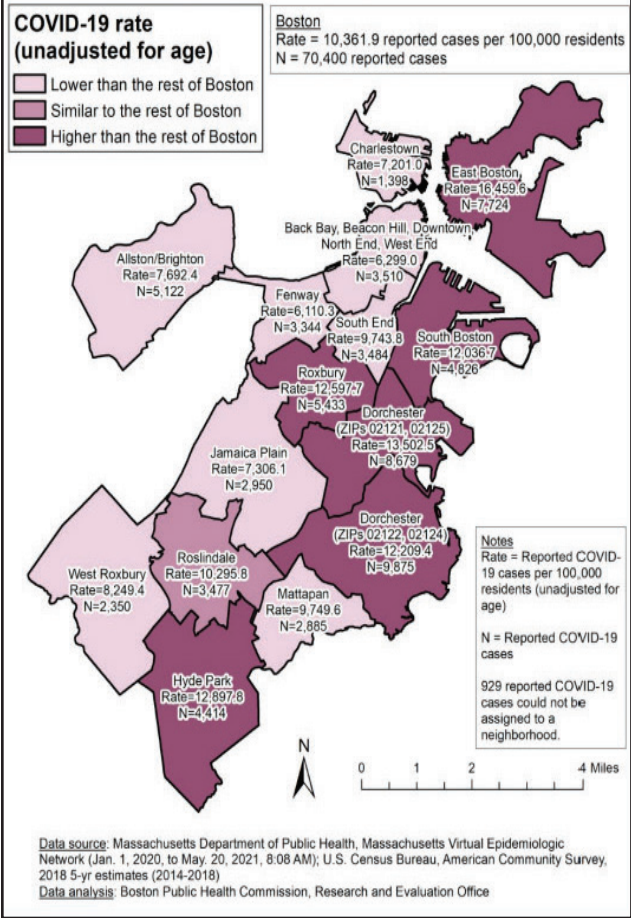 COVID-19 rate
(unadjusted for age)
Lower than the rest of Boston
Similar to the rest of Boston
Higher than the rest of Boston
Boston
Rate = 10,361.9 reported cases per 100,000 residents
N = 70,400 reported cases
Charlestown
Rate=7,201.0
N=1,398
East Boston
Rate=16,459.6
N=7,724
Back Bay, Beacon Hill, Downtown,
North End, West End
Rate=6,299.0
N=3,510
Allston/Brighton
Rate=7,692.4
N=5,122
Fenway
Rate=6,110.3
N=3,344
South End
Rate=9,743.8
N=3,484
South Boston
Rate=12,036.7
N=4,826
Roxbury
Rate=12,597.7
N=5,433
Dorchester
(ZIPs 02121, 02125)
Rate=13,502.5
N=8,679
Jamaica Plain
Rate=7,306.1
N=2,950
Dorchester
(ZIPs 02122, 02124)
Rate=12,209.4
N=9,875
West Roxbury
Rate=8,249.4
N=2,350
Roslindale
Rate=10,295.8
N=3,477
Mattapan
Rate=9,749.6
N=2,885
Hyde Park
Rate=12,897.8
N=4,414
Notes
Rate = Reported COVID-
19 cases per 100,000
residents (unadjusted for
age)
N = Reported COVID-19
cases
929 reported COVID-19
cases could not be
assigned to a
neighborhood.
N
0 2 4 Miles
Data source: Massachusetts Department of Public Health, Massachusetts Virtual Epidemiologic
Network (Jan. 1, 2020, to May. 20, 2021, 8:08 AM); U.S. Census Bureau, American Community Survey,
2018 5-yr estimates (2014-2018)
Data analysis: Boston Public Health Commission, Research and Evaluation Office